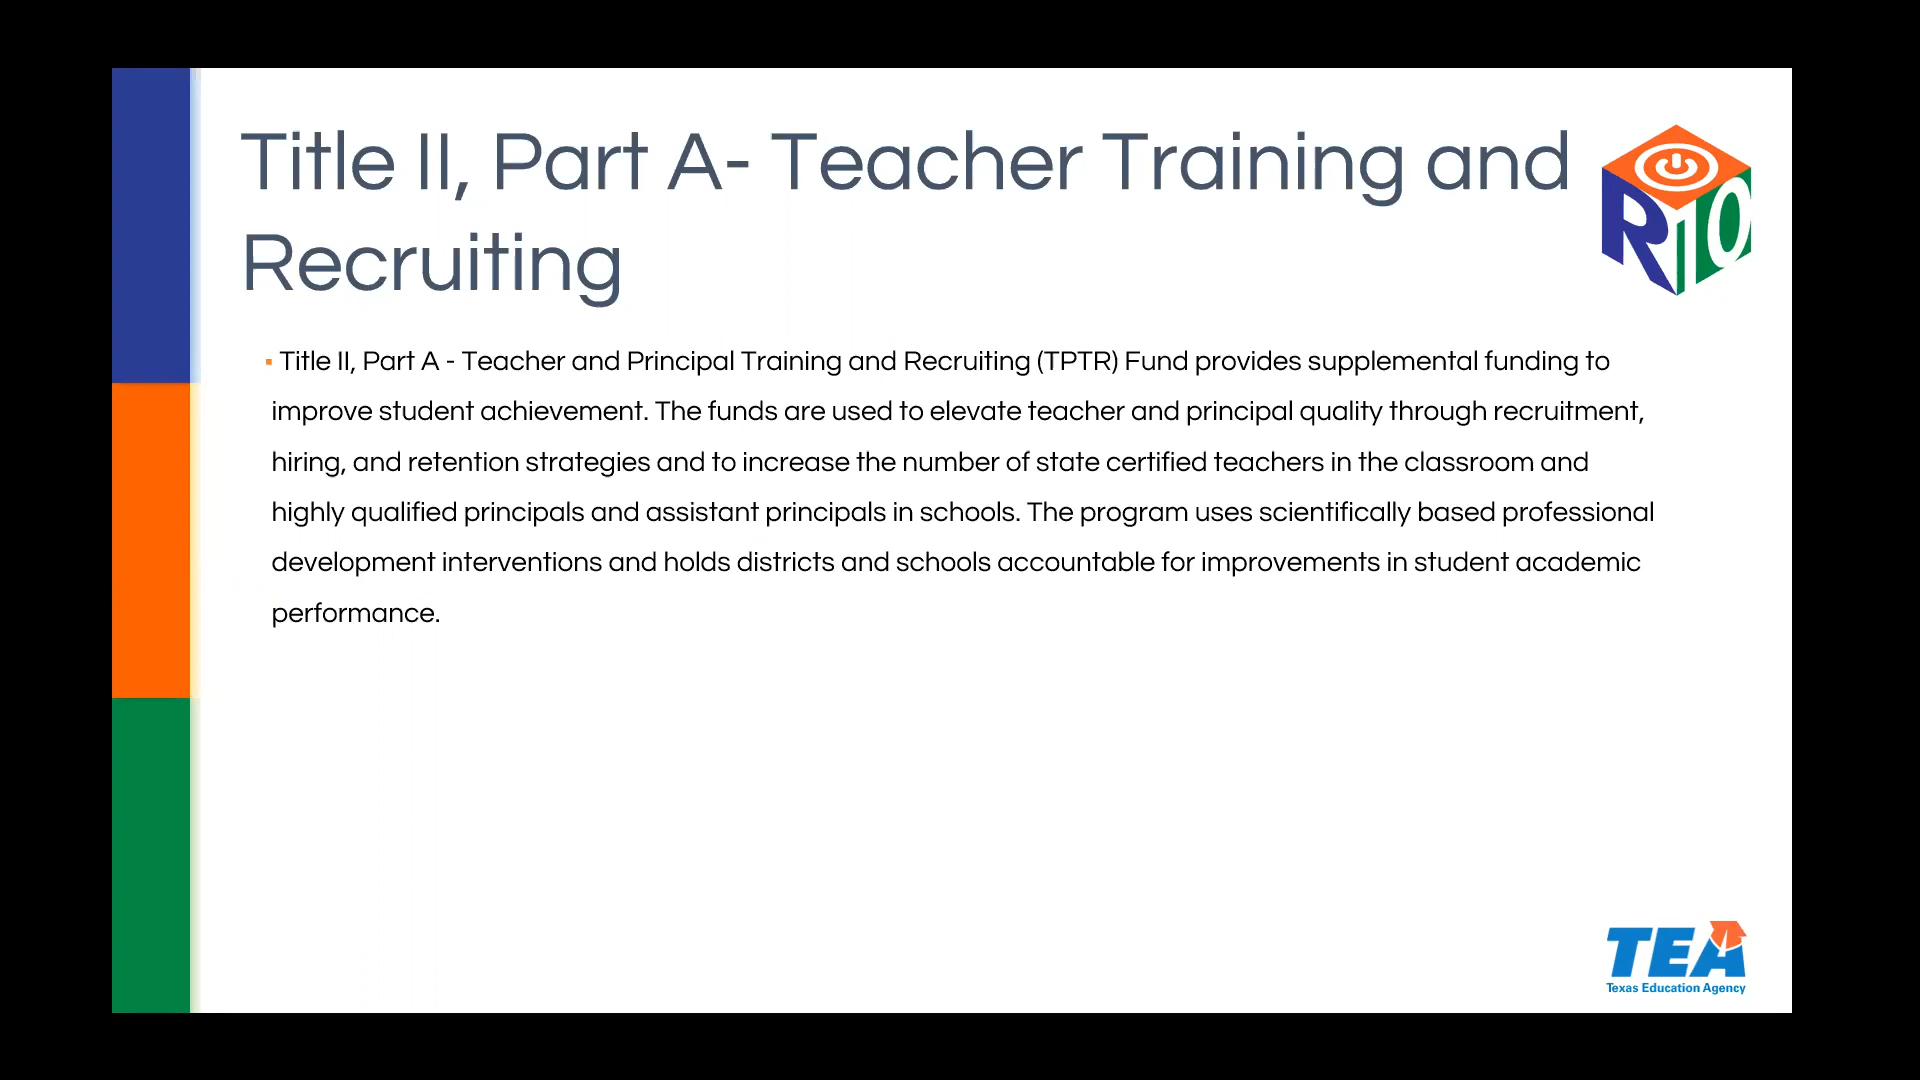 Title II, Part A- Teacher Training and
Recruiting
R10
▪ Title II, Part A - Teacher and Principal Training and Recruiting (TPTR) Fund provides supplemental funding to
improve student achievement. The funds are used to elevate teacher and principal quality through recruitment,
hiring, and retention strategies and to increase the number of state certified teachers in the classroom and
highly qualified principals and assistant principals in schools. The program uses scientifically based professional
development interventions and holds districts and schools accountable for improvements in student academic
performance.
TEA
Texas Education Agency